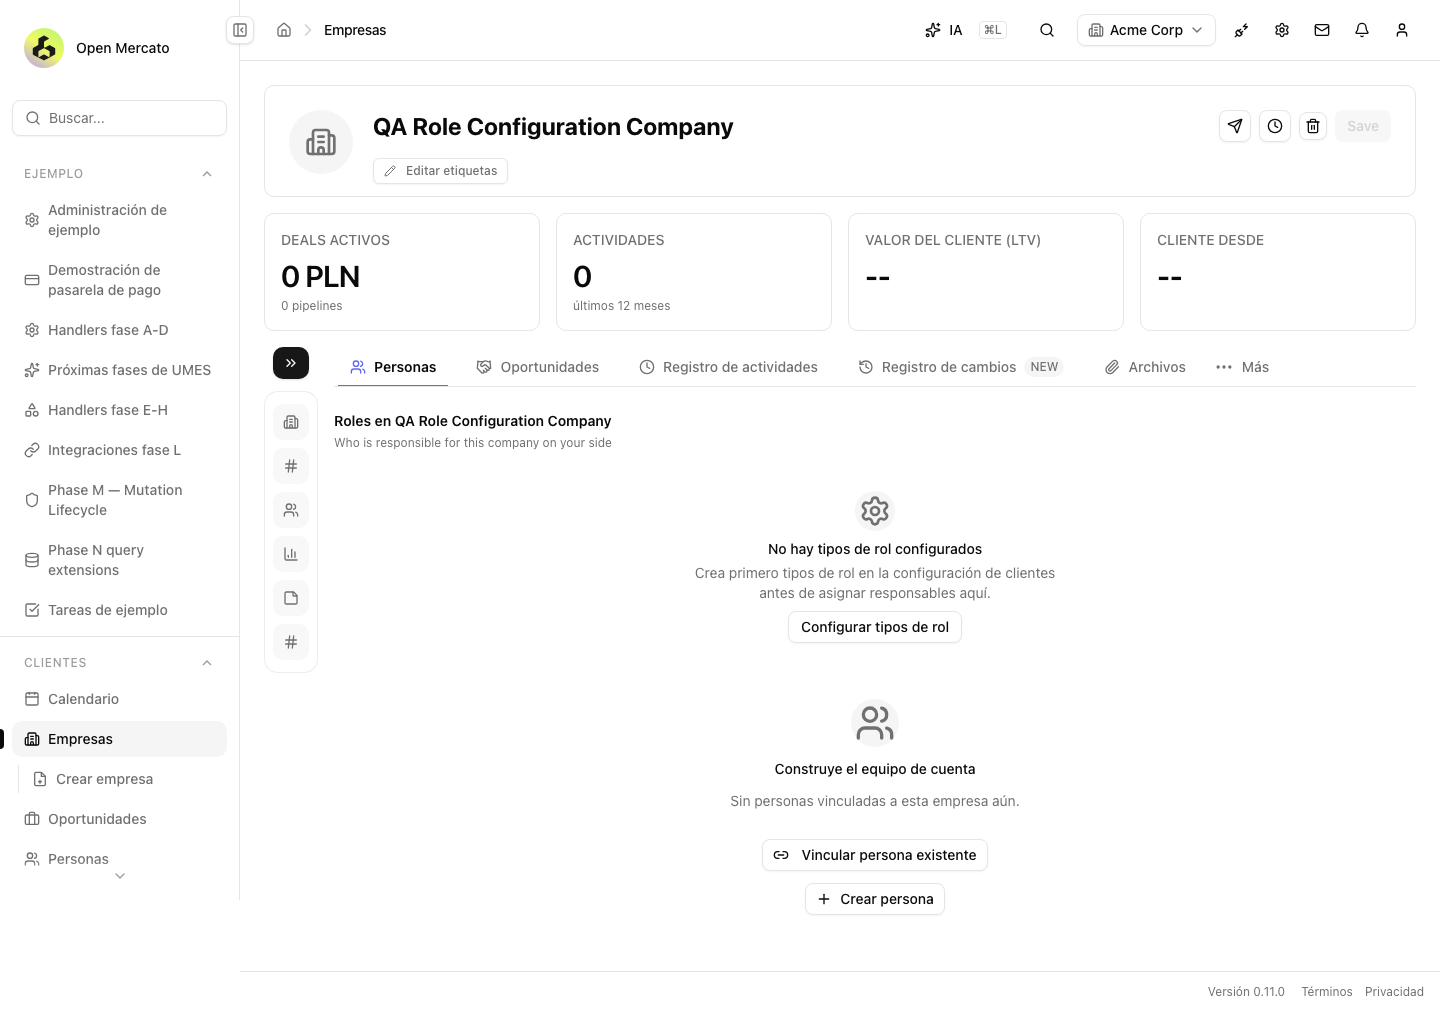 Open Mercato
Buscar...
EJEMPLO
Administración de
ejemplo
Demostración de
pasarela de pago
Handlers fase A-D
Próximas fases de UMES
Handlers fase E-H
Integraciones fase L
Phase M — Mutation
Lifecycle
Phase N query
extensions
Tareas de ejemplo
CLIENTES
Calendario
Empresas
Crear empresa
Oportunidades
Personas
Empresas
IA ⌘L
Acme Corp
QA Role Configuration Company
Editar etiquetas
Save
DEALS ACTIVOS
0 PLN
0 pipelines
ACTIVIDADES
0
últimos 12 meses
VALOR DEL CLIENTE (LTV)
--
CLIENTE DESDE
--
Personas Oportunidades Registro de actividades Registro de cambios NEW Archivos Más
Roles en QA Role Configuration Company
Who is responsible for this company on your side
No hay tipos de rol configurados
Crea primero tipos de rol en la configuración de clientes
antes de asignar responsables aquí.
Configurar tipos de rol
Construye el equipo de cuenta
Sin personas vinculadas a esta empresa aún.
Vincular persona existente
Crear persona
Versión 0.11.0 Términos Privacidad